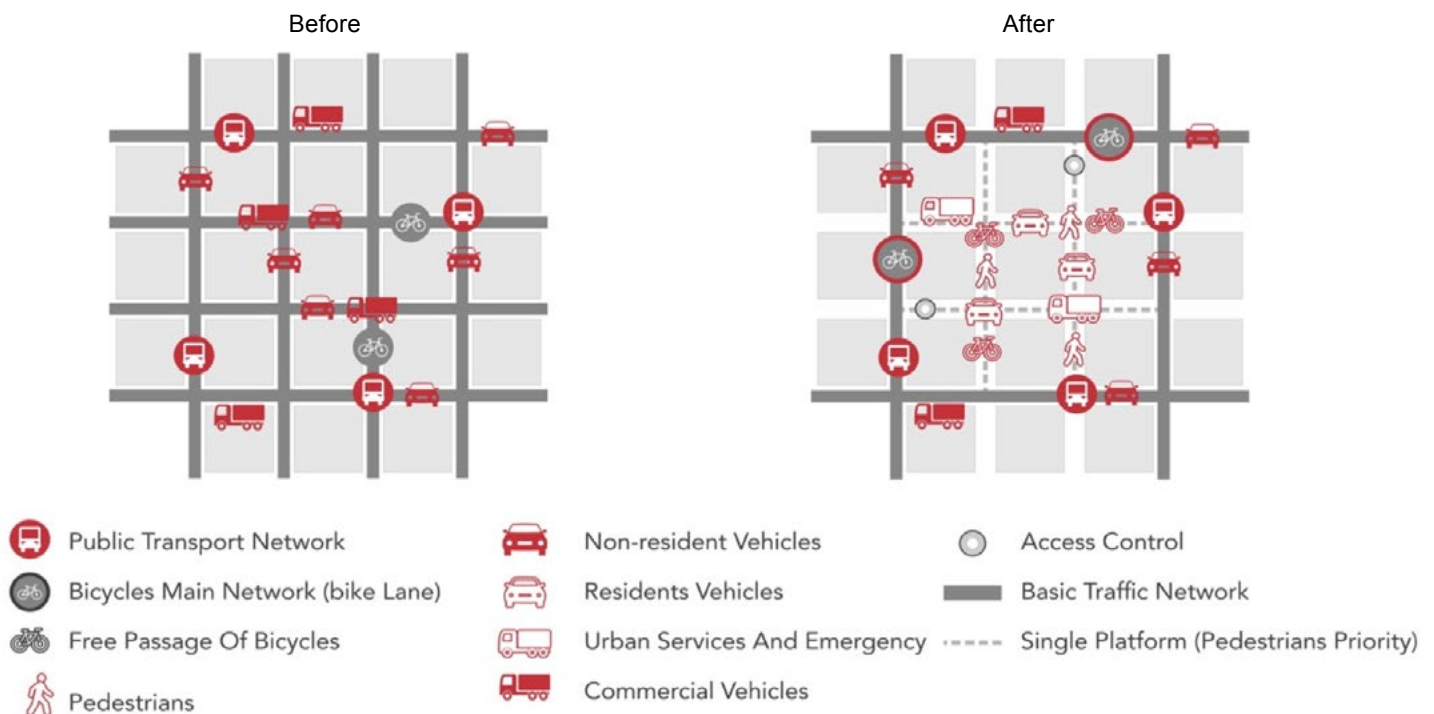 Before
After
Public Transport Network
Non-resident Vehicles
Access Control
Bicycles Main Network (bike Lane)
Residents Vehicles
Basic Traffic Network
Free Passage Of Bicycles
Urban Services And Emergency
Single Platform (Pedestrians Priority)
Pedestrians
Commercial Vehicles